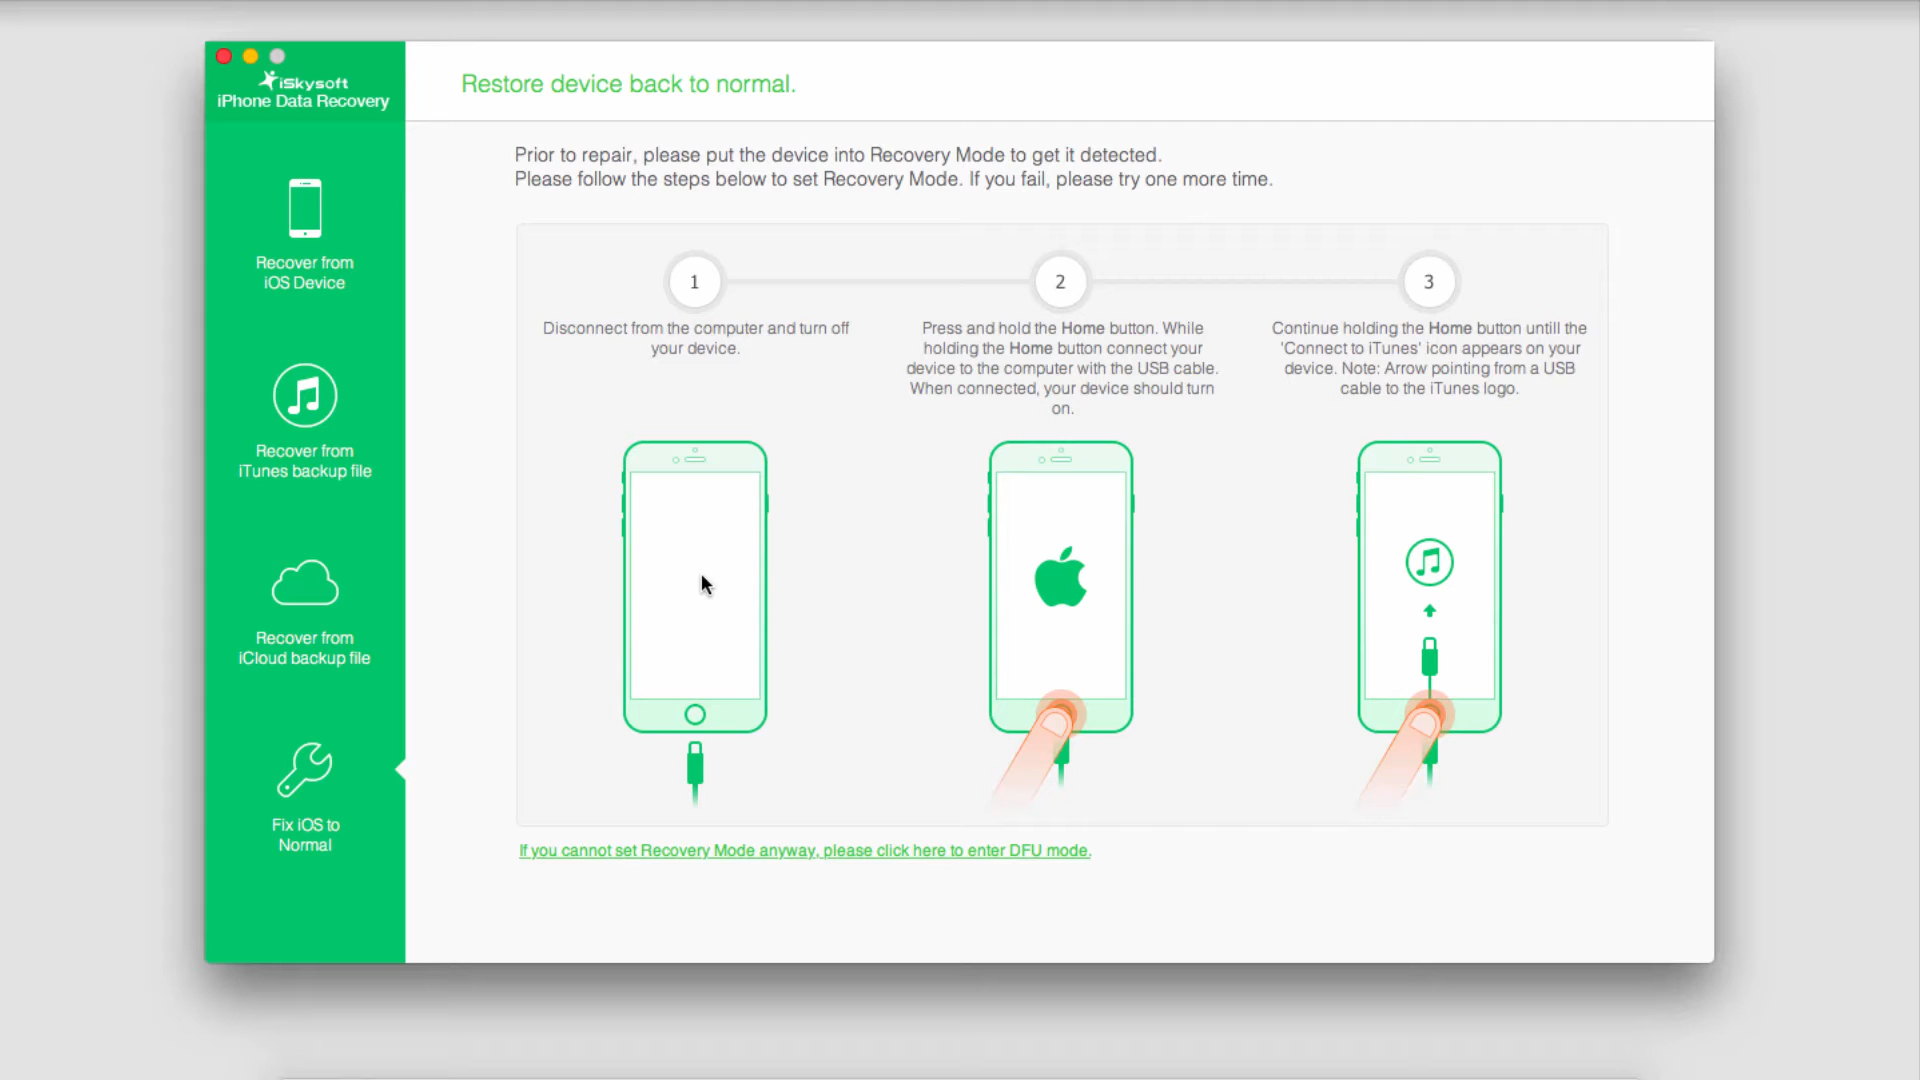 iSkysoft
iPhone Data Recovery
Restore device back to normal.
Recover from
iOS Device
Recover from
iTunes backup file
Recover from
iCloud backup file
Fix iOS to
Normal
Prior to repair, please put the device into Recovery Mode to get it detected.
Please follow the steps below to set Recovery Mode. If you fail, please try one more time.
1
Disconnect from the computer and turn off
your device.
2
Press and hold the Home button. While
holding the Home button connect your
device to the computer with the USB cable.
When connected, your device should turn
on.
3
Continue holding the Home button untill the
'Connect to iTunes' icon appears on your
device. Note: Arrow pointing from a USB
cable to the iTunes logo.
If you cannot set Recovery Mode anyway, please click here to enter DFU mode.